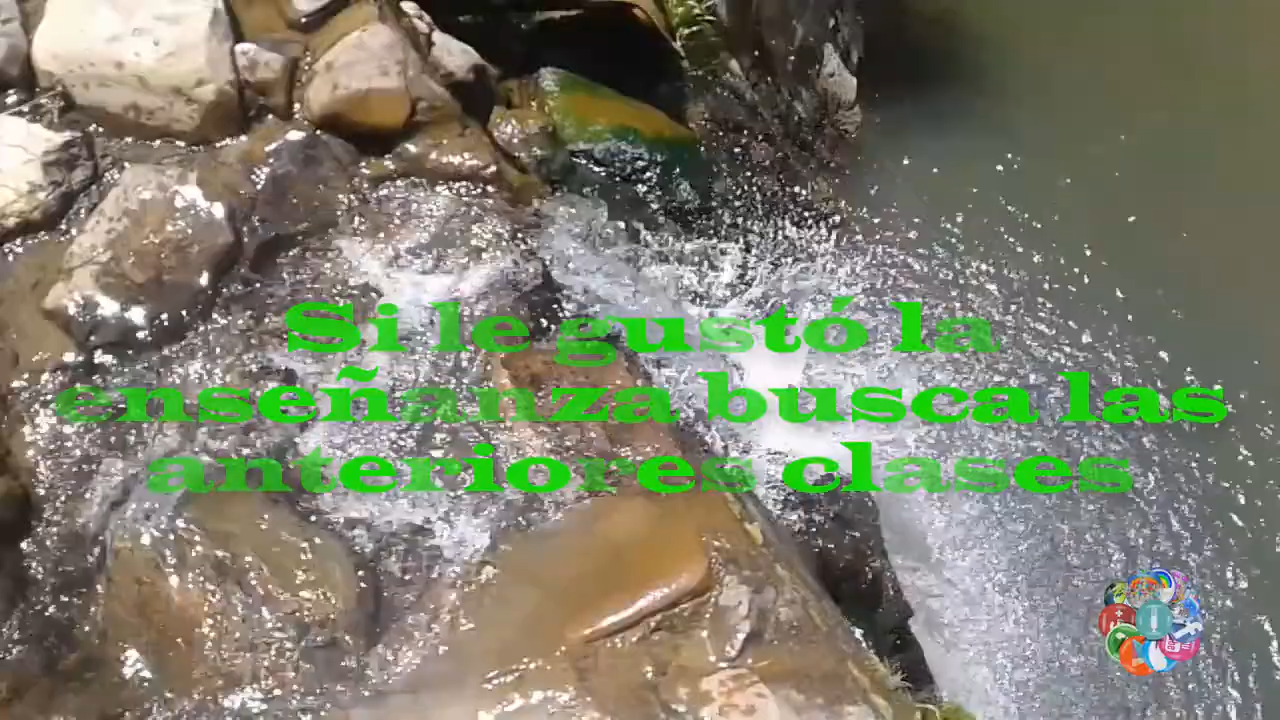 Si le gustó la
enseñanza busca las
anteriores clases